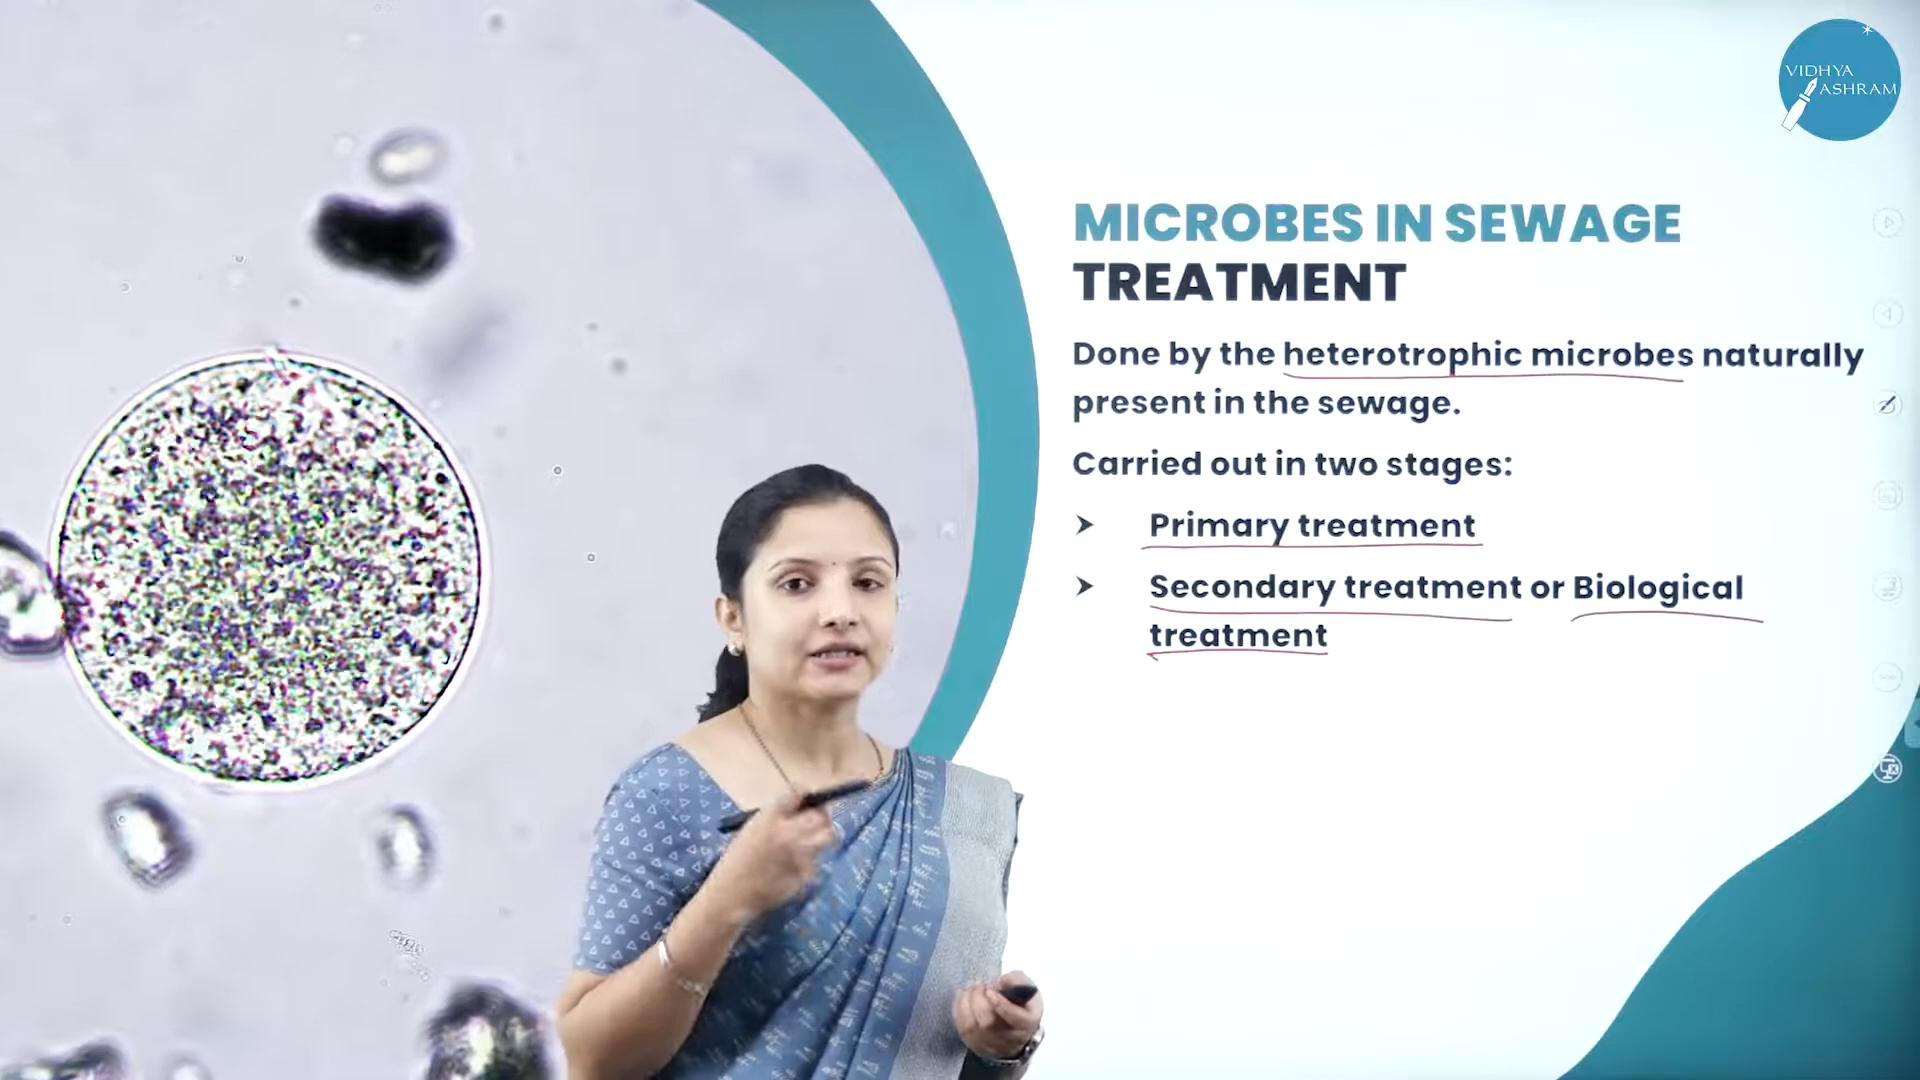 VIDHYA
ASHRAM
MICROBES IN SEWAGE
TREATMENT
Done by the heterotrophic microbes naturally
present in the sewage.
Carried out in two stages:
➤ Primary treatment
➤ Secondary treatment or Biological
treatment